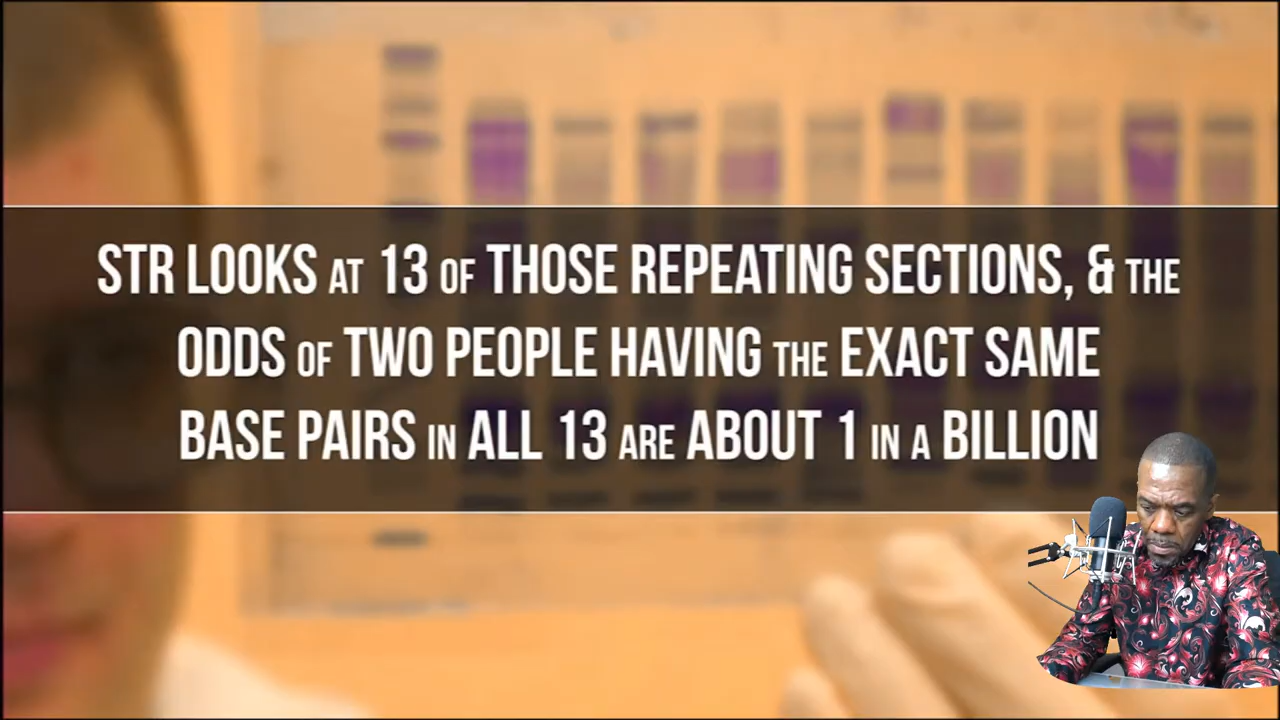 STR LOOKS AT 13 OF THOSE REPEATING SECTIONS, & THE
ODDS OF TWO PEOPLE HAVING THE EXACT SAME
BASE PAIRS IN ALL 13 ARE ABOUT 1 IN A BILLION